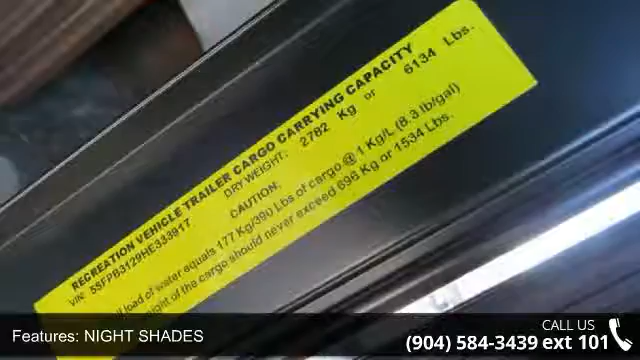 RECREATION VEHICLE TRAILER CARGO CARRYING CAPACITY
VIN: 5SFPB3129HE333917 DRY WEIGHT: 2782 Kg or 6134 Lbs.
CAUTION:
load of water equals 177 Kg/390 Lbs of cargo @ 1 Kg/L (8.3 lb/gal)
of the cargo should never exceed 696 Kg or 1534 Lbs.
Features: NIGHT SHADES
CALL US
(904) 584-3439 ext 101